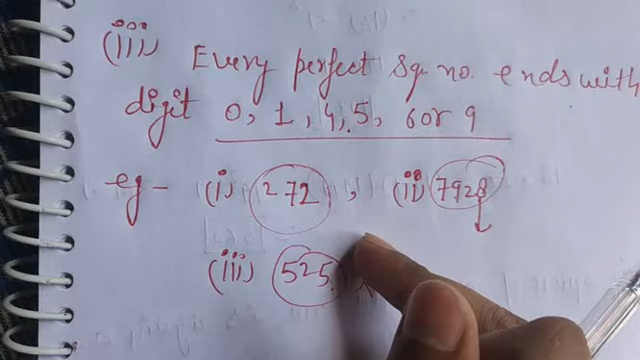 (iii) Every perfect sq. no. ends with
digit 0, 1, 4, 5, 6 or 9
eg - (i) 272, (ii) 7928
(iii) 525